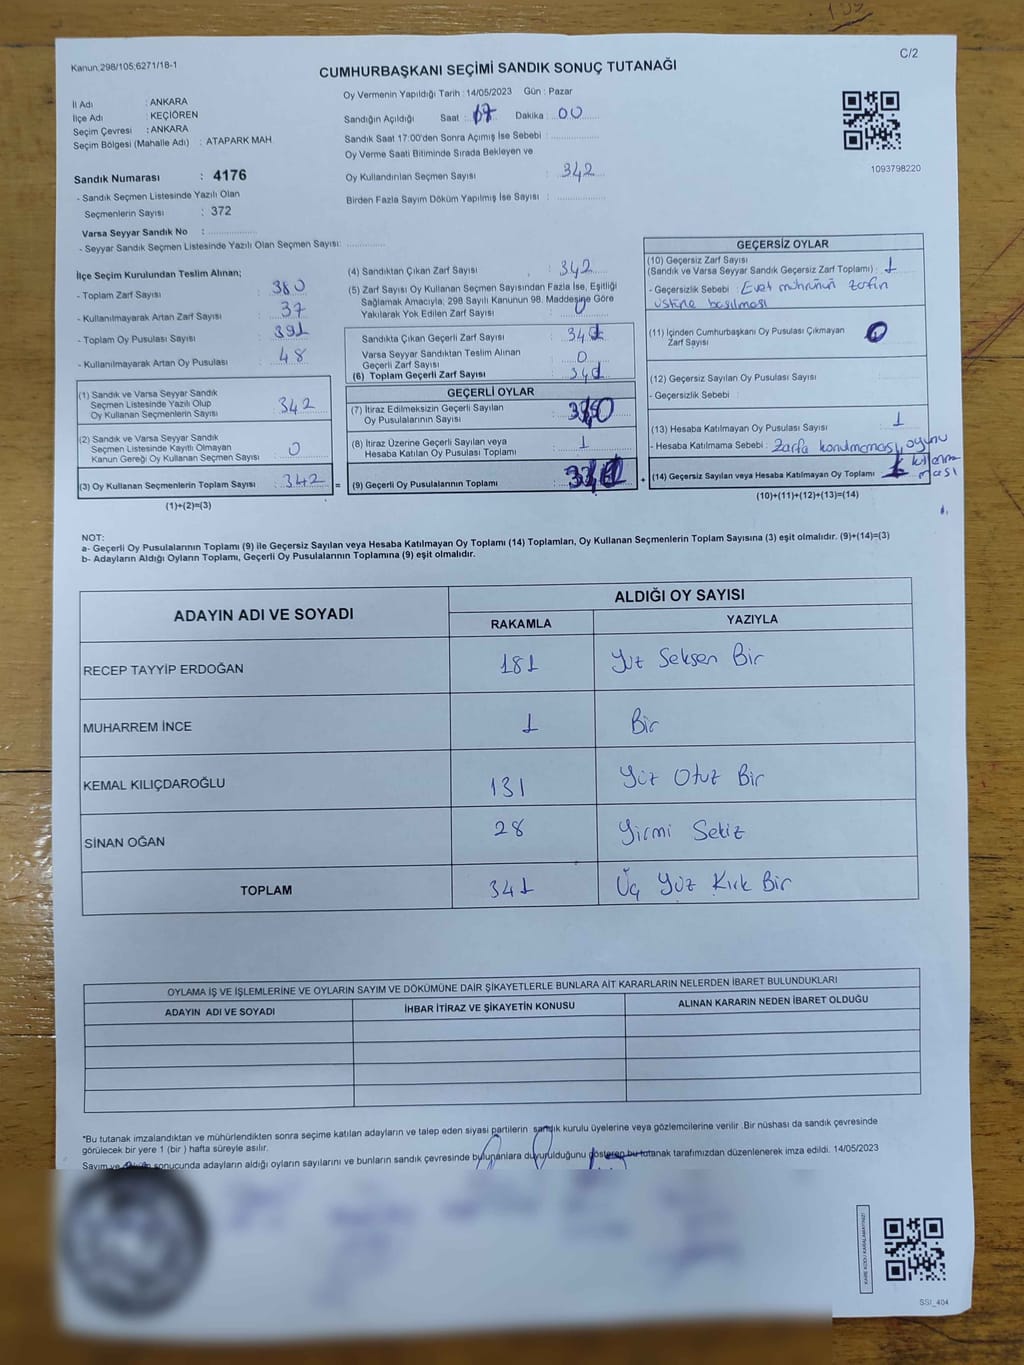 Kanun,298/105;6271/18-1
C/2
CUMHURBAŞKANI SEÇİMİ SANDIK SONUÇ TUTANAĞI
İl Adı : ANKARA
İlçe Adı : KEÇİÖREN
Seçim Çevresi : ANKARA
Seçim Bölgesi (Mahalle Adı) : ATAPARK MAH
Oy Vermenin Yapıldığı Tarih :14/05/2023 Gün : Pazar
Sandığın Açıldığı Saat : 17 Dakika : 00
Sandık Saat 17:00'den Sonra Açımış İse Sebebi :
Oy Verme Saati Bitiminde Sırada Bekleyen ve
Oy Kullandırılan Seçmen Sayısı : 342
Birden Fazla Sayım Döküm Yapılmış İse Sayısı :
1093798220
Sandık Numarası : 4176
- Sandık Seçmen Listesinde Yazılı Olan
Seçmenlerin Sayısı : 372
Varsa Seyyar Sandık No :
- Seyyar Sandık Seçmen Listesinde Yazılı Olan Seçmen Sayısı:
İlçe Seçim Kurulundan Teslim Alınan;
- Toplam Zarf Sayısı : 380
- Kullanılmayarak Artan Zarf Sayısı : 37
- Toplam Oy Pusulası Sayısı : 391
- Kullanılmayarak Artan Oy Pusulası : 48
(1) Sandık ve Varsa Seyyar Sandık
Seçmen Listesinde Yazılı Olup
Oy Kullanan Seçmenlerin Sayısı : 342
(2) Sandık ve Varsa Seyyar Sandık
Seçmen Listesinde Kayıtlı Olmayan
Kanun Gereği Oy Kullanan Seçmen Sayısı : 0
(3) Oy Kullanan Seçmenlerin Toplam Sayısı : 342
(1)+(2)=(3)
(4) Sandıktan Çıkan Zarf Sayısı : 342
(5) Zarf Sayısı Oy Kullanan Seçmen Sayısından Fazla İse, Eşitliği
Sağlamak Amacıyla; 298 Sayılı Kanunun 98. Maddesine Göre
Yakılarak Yok Edilen Zarf Sayısı : 0
Sandıkta Çıkan Geçerli Zarf Sayısı : 341
Varsa Seyyar Sandıktan Teslim Alınan
Geçerli Zarf Sayısı : 0
(6) Toplam Geçerli Zarf Sayısı : 341
GEÇERLİ OYLAR
(7) İtiraz Edilmeksizin Geçerli Sayılan
Oy Pusulalarının Sayısı :
(8) İtiraz Üzerine Geçerli Sayılan veya
Hesaba Katılan Oy Pusulası Toplamı : 1
(9) Geçerli Oy Pusulalarının Toplamı :
=
+
GEÇERSİZ OYLAR
(10) Geçersiz Zarf Sayısı
(Sandık ve Varsa Seyyar Sandık Geçersiz Zarf Toplamı) : 1
- Geçersizlik Sebebi : Evet mührünün zarfın
üstüne basılması
(11) İçinden Cumhurbaşkanı Oy Pusulası Çıkmayan
Zarf Sayısı : 0
(12) Geçersiz Sayılan Oy Pusulası Sayısı :
- Geçersizlik Sebebi :
(13) Hesaba Katılmayan Oy Pusulası Sayısı : 1
- Hesaba Katılmama Sebebi : Zarfa konulmaması, oyunu
(14) Geçersiz Sayılan veya Hesaba Katılmayan Oy Toplamı : 1
(10)+(11)+(12)+(13)=(14)
NOT:
a- Geçerli Oy Pusulalarının Toplamı (9) ile Geçersiz Sayılan veya Hesaba Katılmayan Oy Toplamı (14) Toplamları, Oy Kullanan Seçmenlerin Toplam Sayısına (3) eşit olmalıdır. (9)+(14)=(3)
b- Adayların Aldığı Oyların Toplamı, Geçerli Oy Pusulalarının Toplamına (9) eşit olmalıdır.
ADAYIN ADI VE SOYADI
ALDIĞI OY SAYISI
RAKAMLA YAZIYLA
RECEP TAYYİP ERDOĞAN 181 Yüz Seksen Bir
MUHARREM İNCE 1 Bir
KEMAL KILIÇDAROĞLU 131 Yüz Otuz Bir
SİNAN OĞAN 28 Yirmi Sekiz
TOPLAM 341 Üç Yüz Kırk Bir
OYLAMA İŞ VE İŞLEMLERİNE VE OYLARIN SAYIM VE DÖKÜMÜNE DAİR ŞİKAYETLERLE BUNLARA AİT KARARLARIN NELERDEN İBARET BULUNDUKLARI
ADAYIN ADI VE SOYADI İHBAR İTİRAZ VE ŞİKAYETİN KONUSU ALINAN KARARIN NEDEN İBARET OLDUĞU
*Bu tutanak imzalandıktan ve mühürlendikten sonra seçime katılan adayların ve talep eden siyasi partilerin sandık kurulu üyelerine veya gözlemcilerine verilir .Bir nüshası da sandık çevresinde
görülecek bir yere 1 (bir ) hafta süreyle asılır.
Sayım ve sonucunda adayların aldığı oyların sayılarını ve bunların sandık çevresinde bulunanlara duyurulduğunu gösteren bu tutanak tarafımızdan düzenlenerek imza edildi. 14/05/2023
KARE KODU KARALAMAYINIZ!
SSI_404